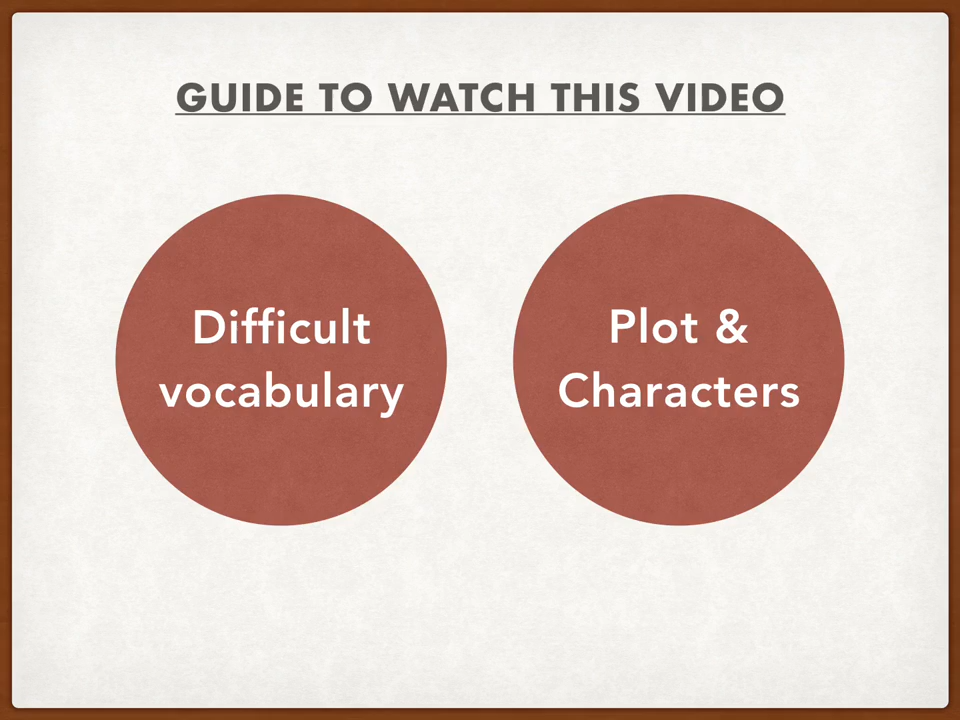 GUIDE TO WATCH THIS VIDEO
Difficult
vocabulary
Plot &
Characters